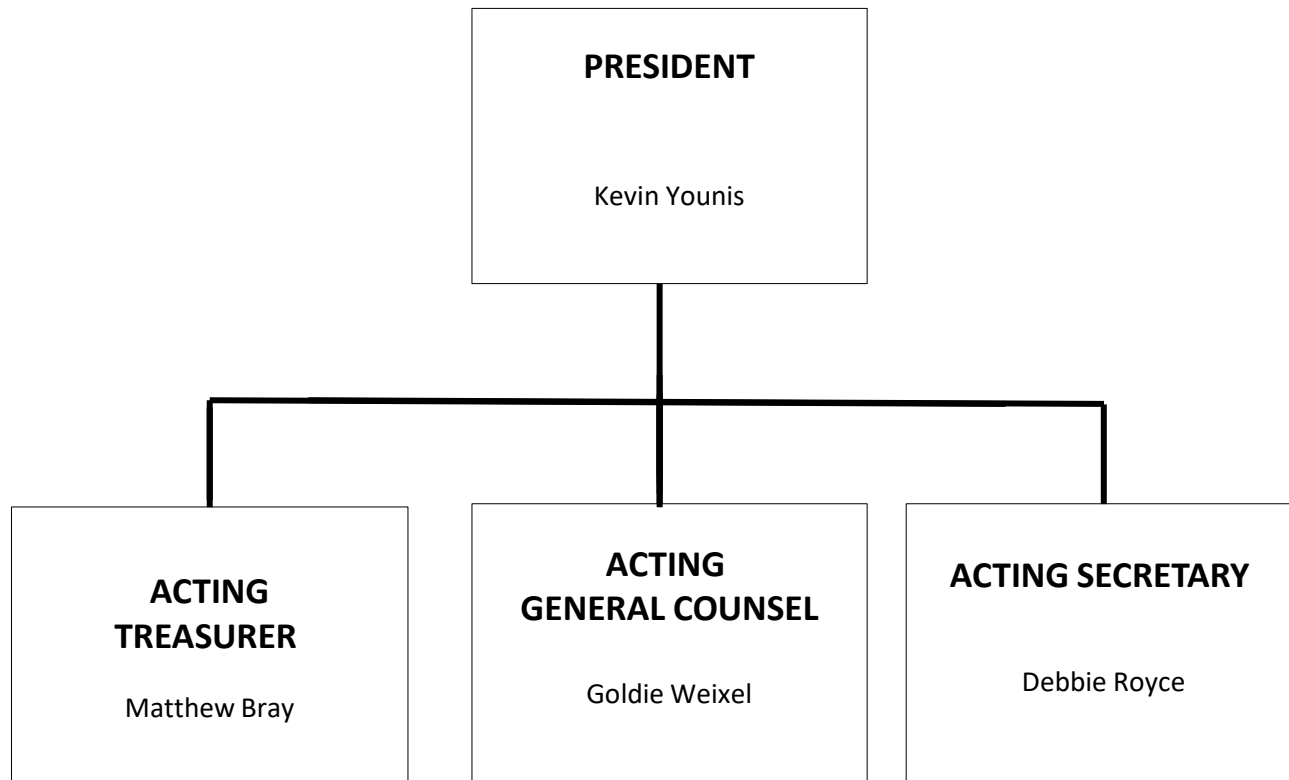 PRESIDENT
Kevin Younis
ACTING
TREASURER
Matthew Bray
ACTING
GENERAL COUNSEL
Goldie Weixel
ACTING SECRETARY
Debbie Royce